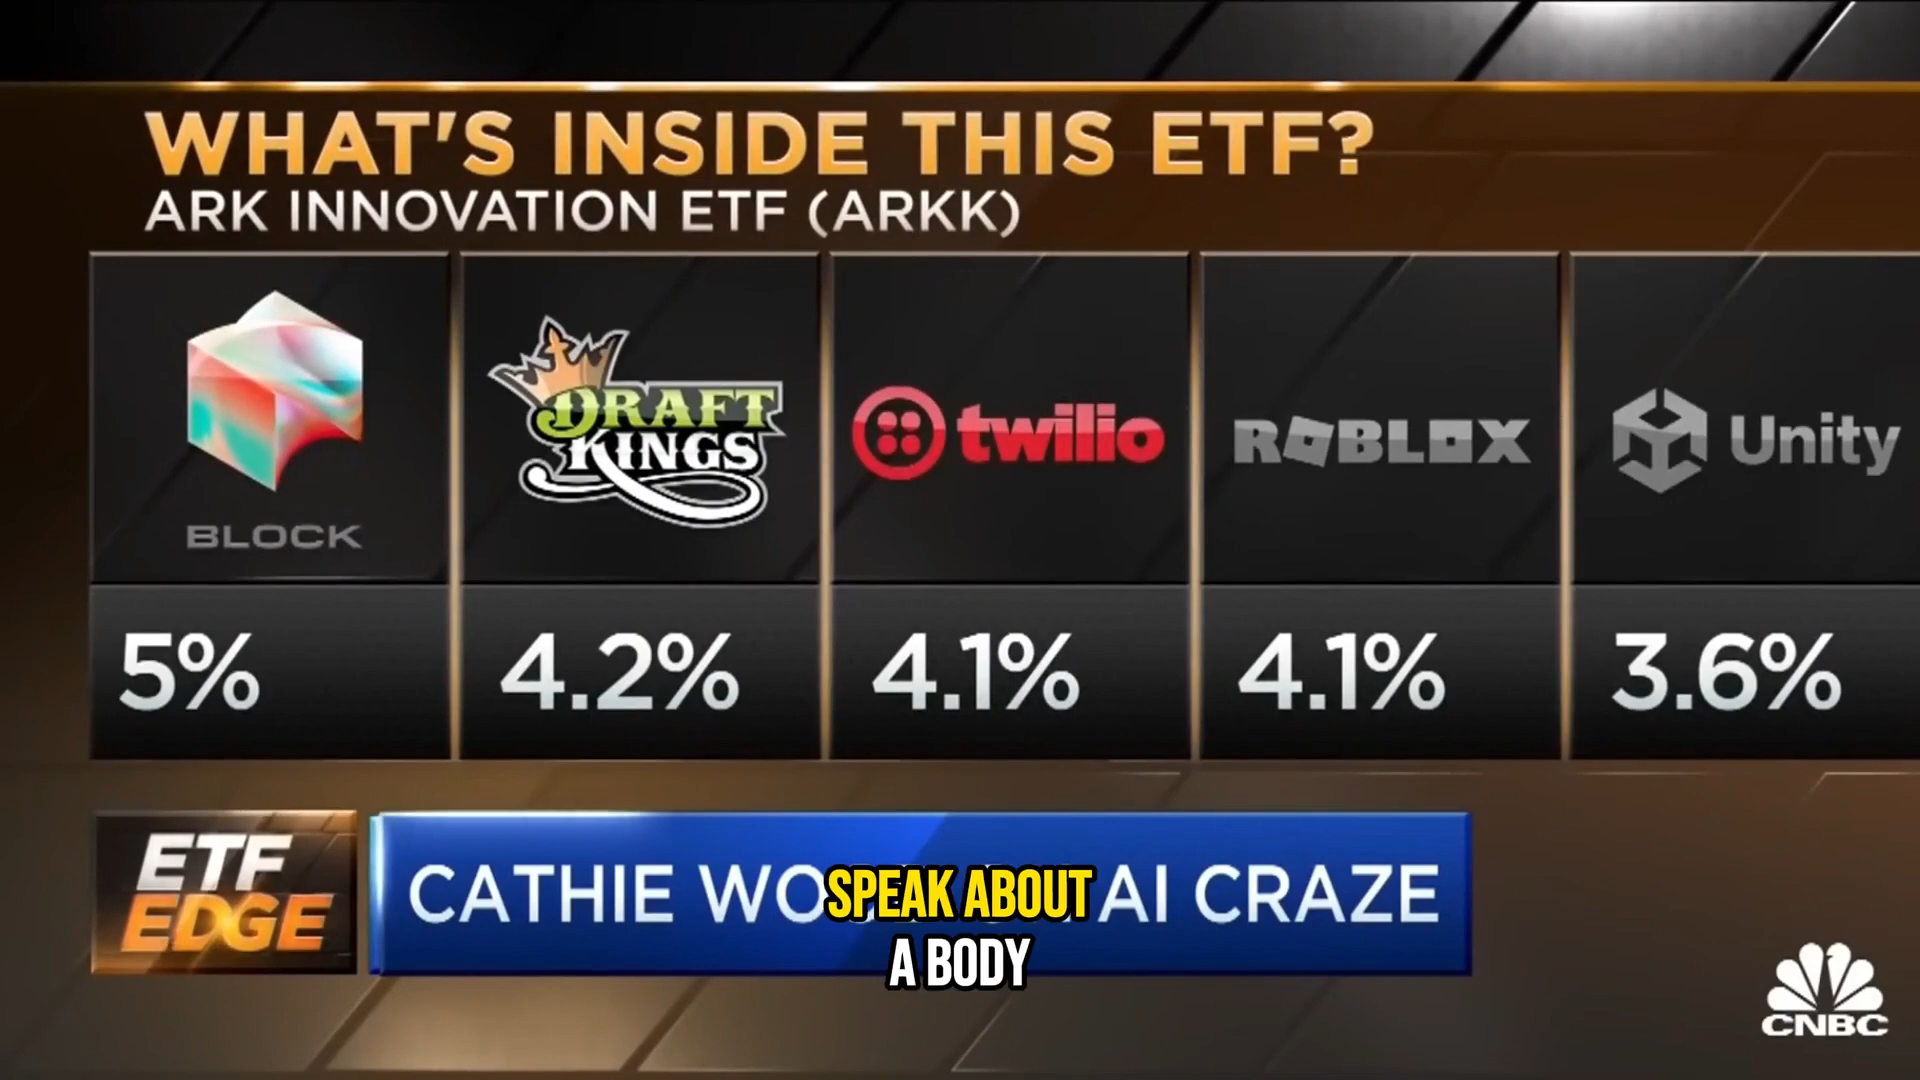 WHAT'S INSIDE THIS ETF?
ARK INNOVATION ETF (ARKK)
BLOCK
DRAFT
KINGS
twilio
ROBLOX
Unity
5%
4.2%
4.1%
4.1%
3.6%
ETF
EDGE
CATHIE AI CRAZE
SPEAK ABOUT
A BODY
CNBC